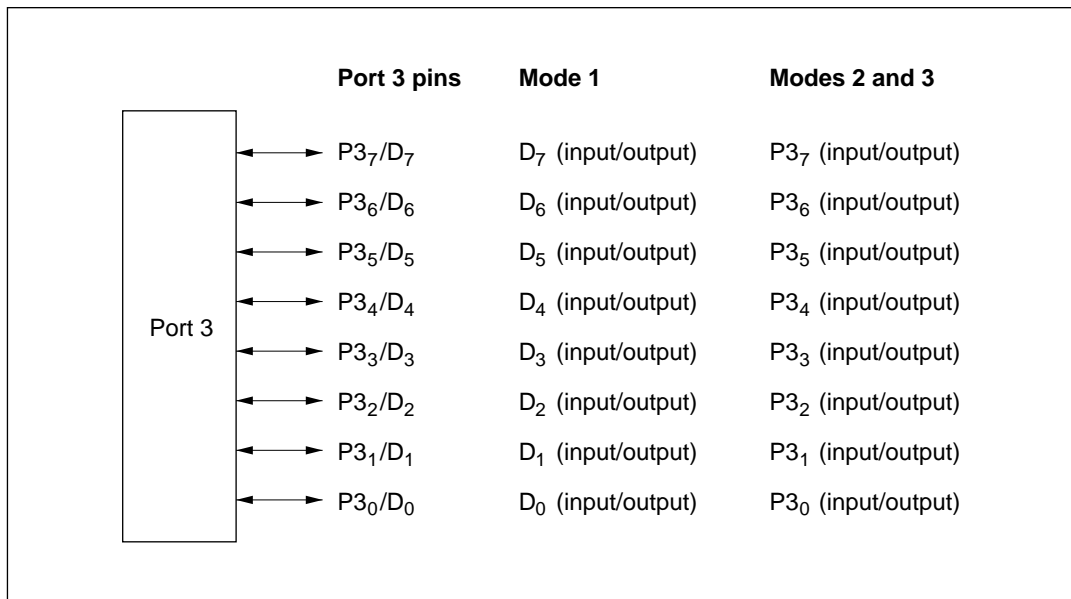 Port 3 pins Mode 1 Modes 2 and 3
P3₇/D₇ D₇ (input/output) P3₇ (input/output)
P3₆/D₆ D₆ (input/output) P3₆ (input/output)
P3₅/D₅ D₅ (input/output) P3₅ (input/output)
P3₄/D₄ D₄ (input/output) P3₄ (input/output)
Port 3
P3₃/D₃ D₃ (input/output) P3₃ (input/output)
P3₂/D₂ D₂ (input/output) P3₂ (input/output)
P3₁/D₁ D₁ (input/output) P3₁ (input/output)
P3₀/D₀ D₀ (input/output) P3₀ (input/output)